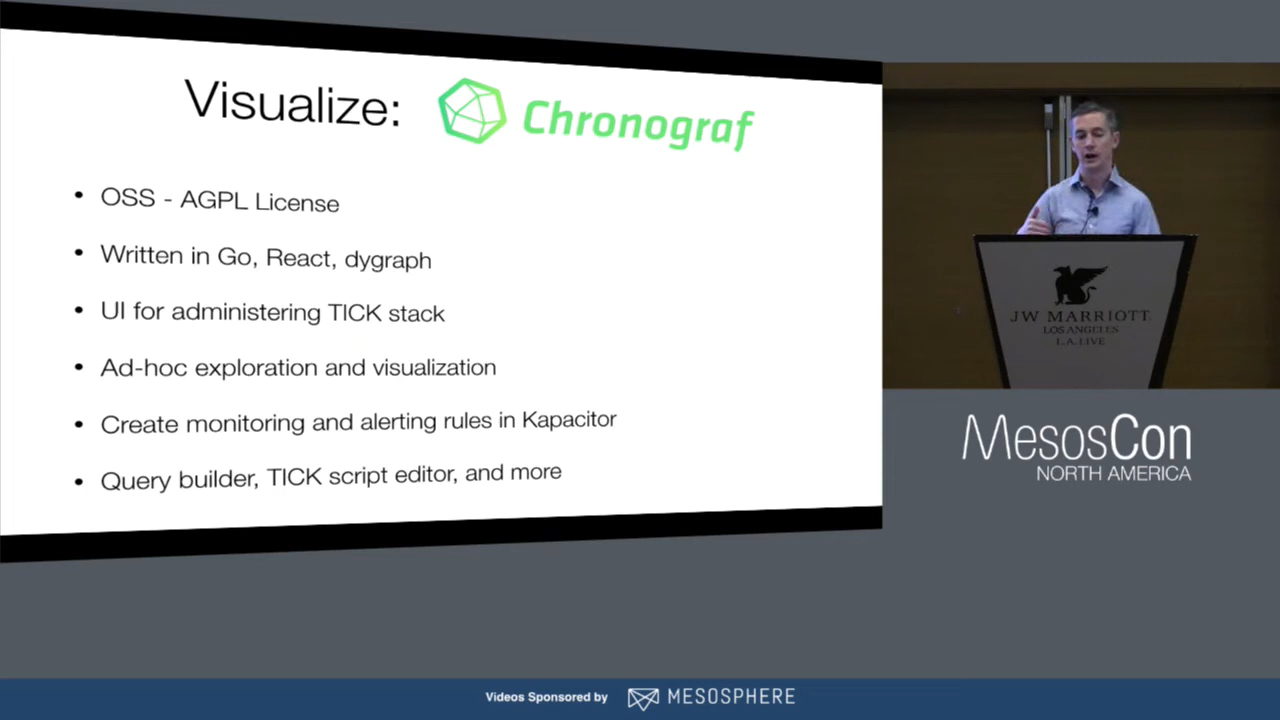 Visualize: Chronograf
• OSS - AGPL License
• Written in Go, React, dygraph
• UI for administering TICK stack
• Ad-hoc exploration and visualization
• Create monitoring and alerting rules in Kapacitor
• Query builder, TICK script editor, and more
JW MARRIOTT
LOS ANGELES
L.A. LIVE
MesosCon
NORTH AMERICA
Videos Sponsored by MESOSPHERE